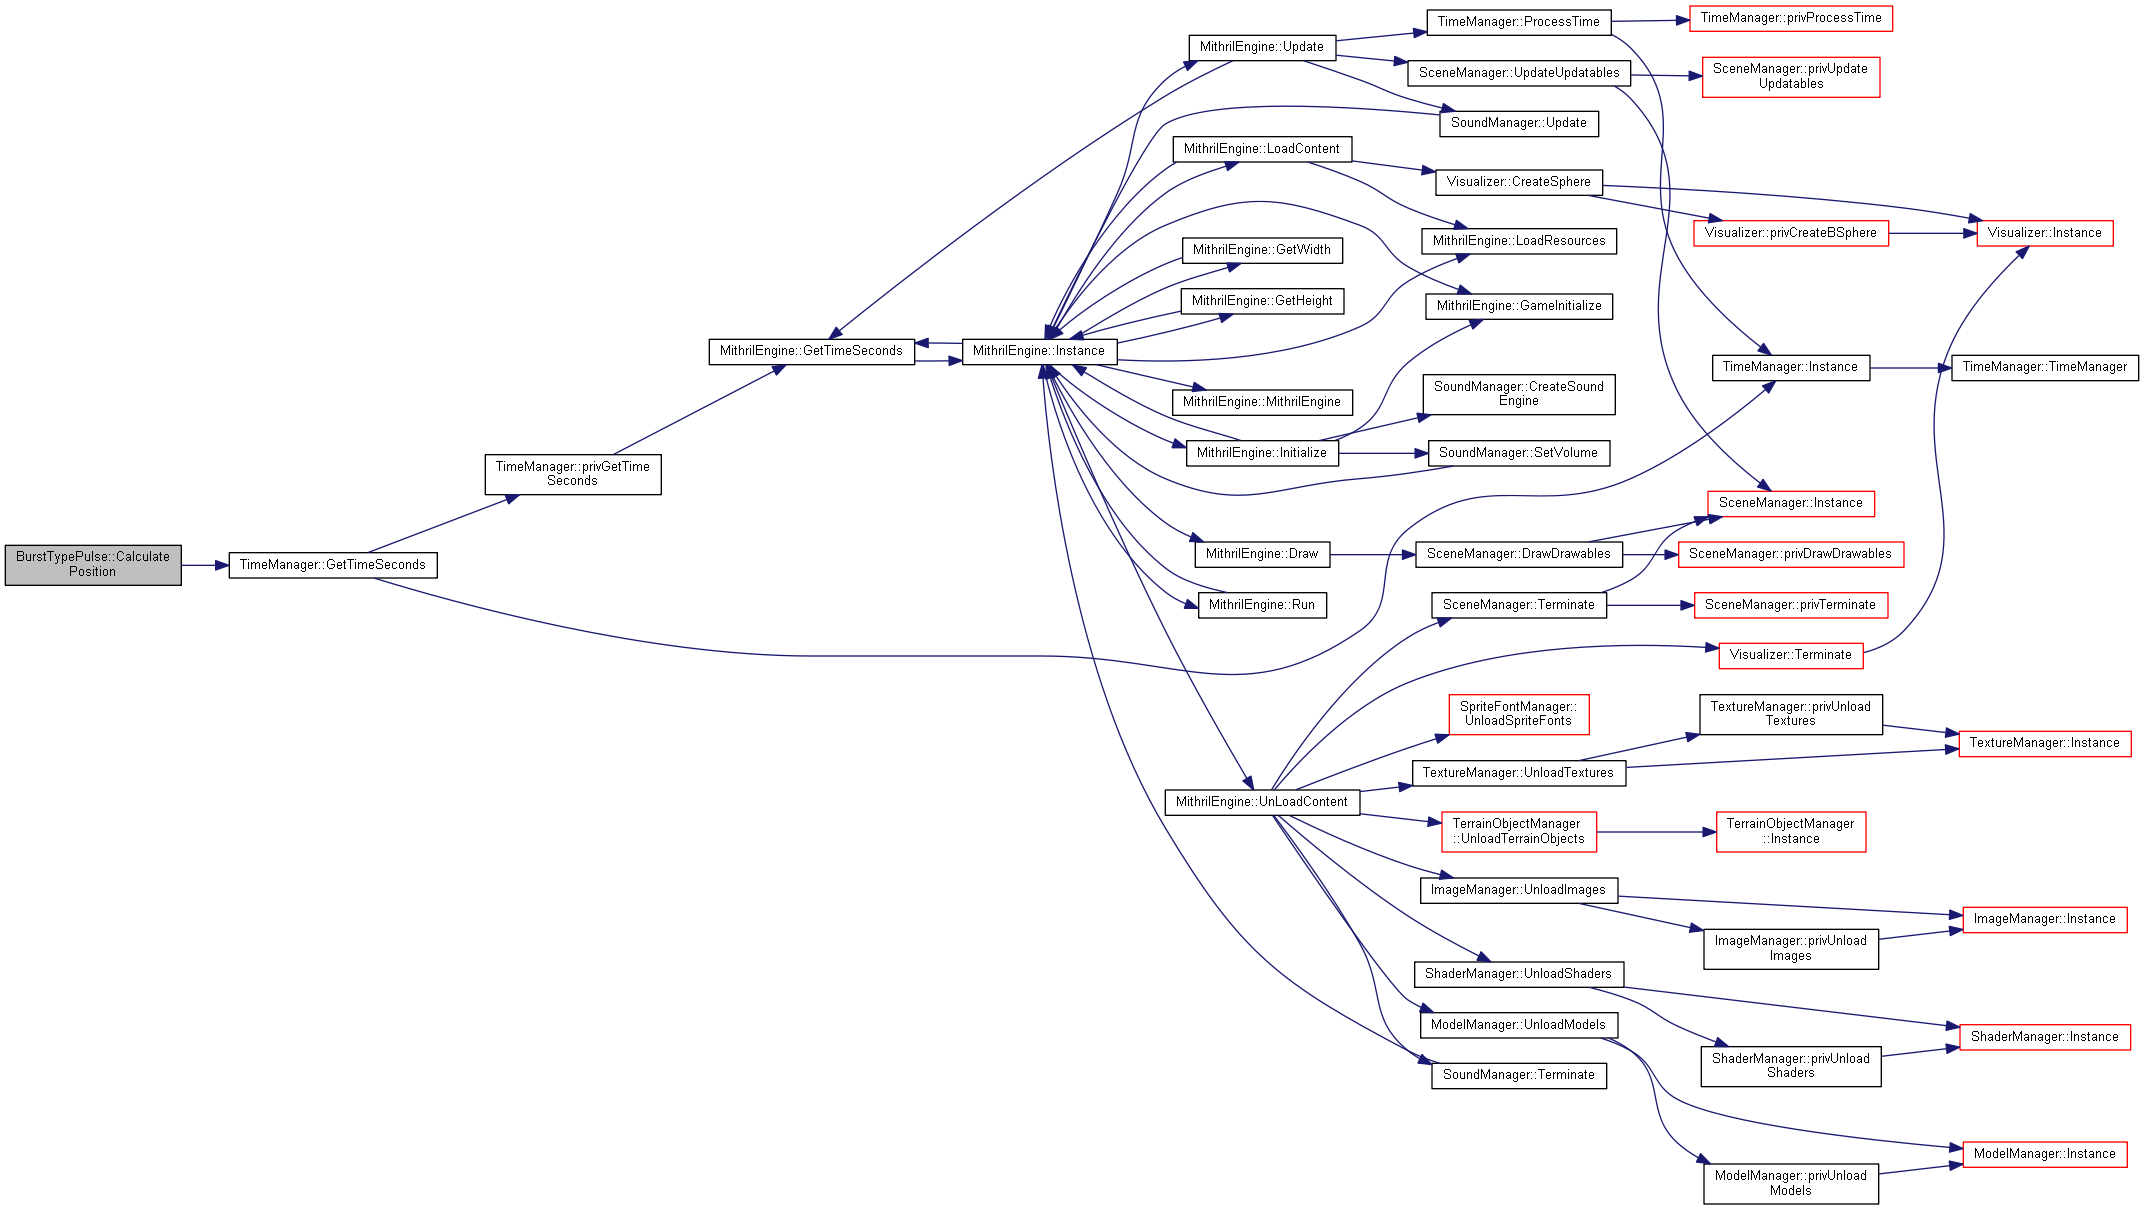 TimeManager::ProcessTime
TimeManager::privProcessTime
MithrilEngine::Update
SceneManager::UpdateUpdatables
SceneManager::privUpdate
Updatables
SoundManager::Update
MithrilEngine::LoadContent
Visualizer::CreateSphere
Visualizer::privCreateBSphere
Visualizer::Instance
MithrilEngine::LoadResources
MithrilEngine::GetWidth
MithrilEngine::GetHeight
MithrilEngine::GameInitialize
MithrilEngine::GetTimeSeconds
MithrilEngine::Instance
TimeManager::Instance
TimeManager::TimeManager
MithrilEngine::MithrilEngine
SoundManager::CreateSound
Engine
MithrilEngine::Initialize
SoundManager::SetVolume
TimeManager::privGetTime
Seconds
SceneManager::Instance
BurstTypePulse::Calculate
Position
TimeManager::GetTimeSeconds
MithrilEngine::Draw
SceneManager::DrawDrawables
SceneManager::privDrawDrawables
MithrilEngine::Run
SceneManager::Terminate
SceneManager::privTerminate
Visualizer::Terminate
SpriteFontManager::
UnloadSpriteFonts
TextureManager::privUnload
Textures
TextureManager::Instance
TextureManager::UnloadTextures
MithrilEngine::UnLoadContent
TerrainObjectManager
::UnloadTerrainObjects
TerrainObjectManager
::Instance
ImageManager::UnloadImages
ImageManager::Instance
ImageManager::privUnload
Images
ShaderManager::UnloadShaders
ModelManager::UnloadModels
ShaderManager::Instance
ShaderManager::privUnload
Shaders
SoundManager::Terminate
ModelManager::Instance
ModelManager::privUnload
Models